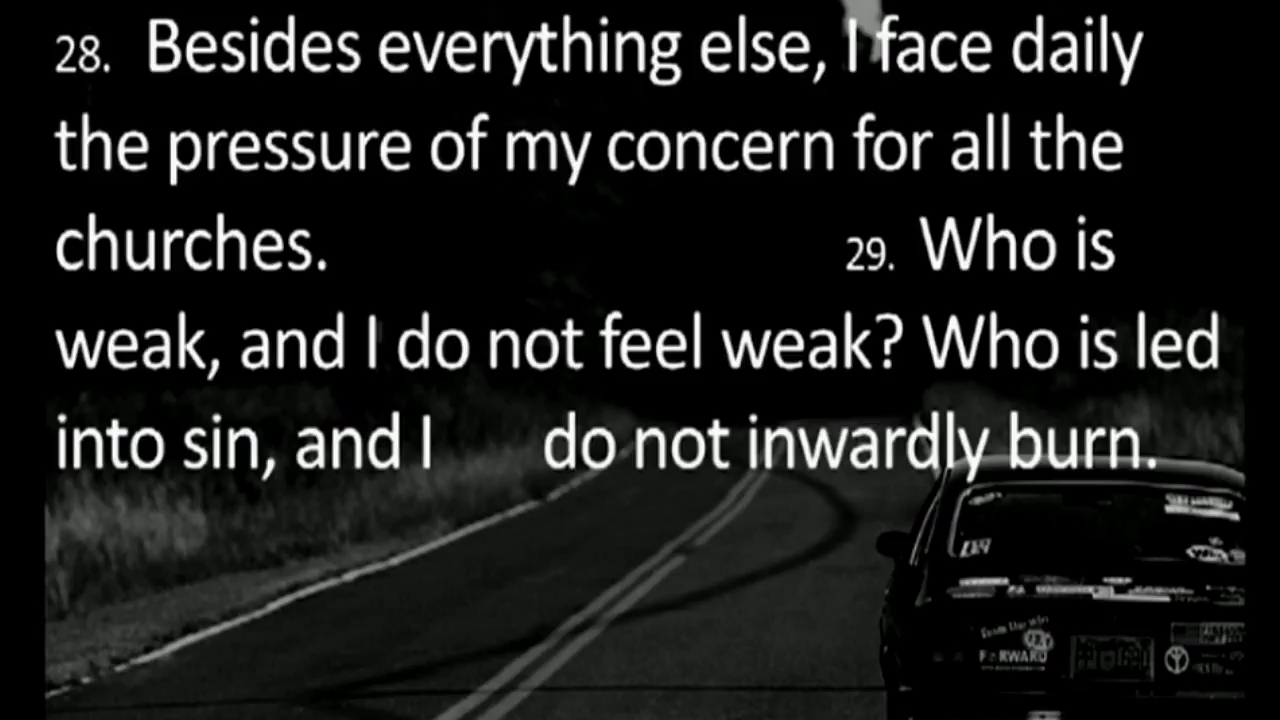 28. Besides everything else, I face daily
the pressure of my concern for all the
churches. 29. Who is
weak, and I do not feel weak? Who is led
into sin, and I do not inwardly burn.
FORWARD